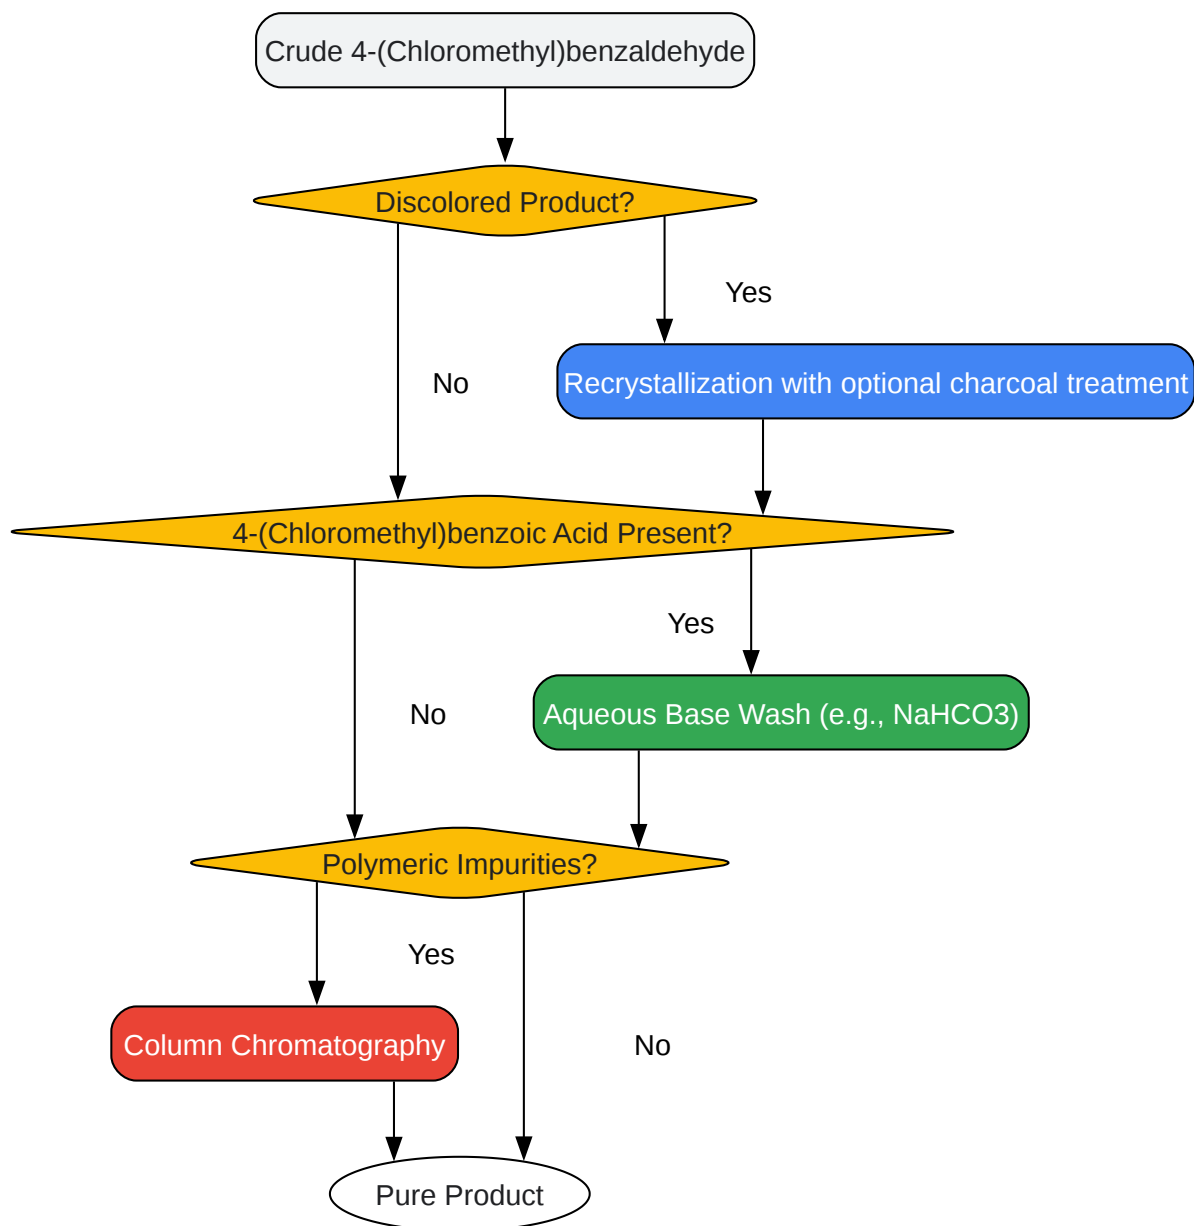 Crude 4-(Chloromethyl)benzaldehyde
Discolored Product?
Yes
No
Recrystallization with optional charcoal treatment
4-(Chloromethyl)benzoic Acid Present?
Yes
No
Aqueous Base Wash (e.g., NaHCO3)
Polymeric Impurities?
Yes
No
Column Chromatography
Pure Product